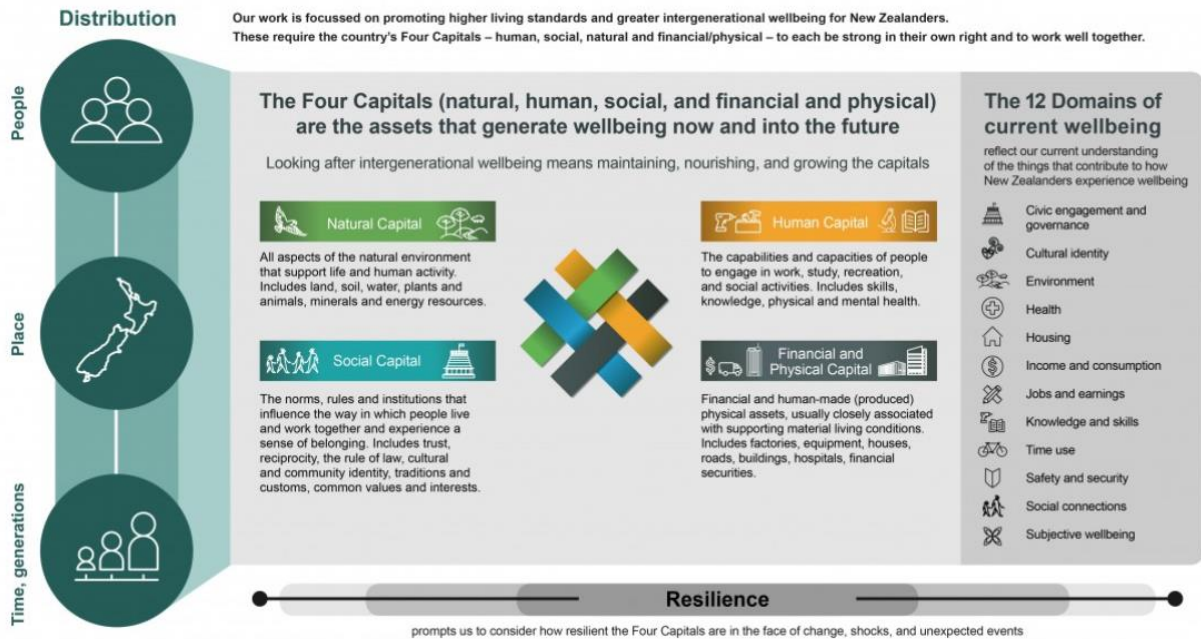 Distribution
People
Place
Time, generations
Our work is focussed on promoting higher living standards and greater intergenerational wellbeing for New Zealanders.
These require the country's Four Capitals – human, social, natural and financial/physical – to each be strong in their own right and to work well together.
The Four Capitals (natural, human, social, and financial and physical)
are the assets that generate wellbeing now and into the future
Looking after intergenerational wellbeing means maintaining, nourishing, and growing the capitals
Natural Capital
All aspects of the natural environment
that support life and human activity.
Includes land, soil, water, plants and
animals, minerals and energy resources.
Human Capital
The capabilities and capacities of people
to engage in work, study, recreation,
and social activities. Includes skills,
knowledge, physical and mental health.
Social Capital
The norms, rules and institutions that
influence the way in which people live
and work together and experience a
sense of belonging. Includes trust,
reciprocity, the rule of law, cultural
and community identity, traditions and
customs, common values and interests.
Financial and
Physical Capital
Financial and human-made (produced)
physical assets, usually closely associated
with supporting material living conditions.
Includes factories, equipment, houses,
roads, buildings, hospitals, financial
securities.
The 12 Domains of
current wellbeing
reflect our current understanding
of the things that contribute to how
New Zealanders experience wellbeing
Civic engagement and
governance
Cultural identity
Environment
Health
Housing
Income and consumption
Jobs and earnings
Knowledge and skills
Time use
Safety and security
Social connections
Subjective wellbeing
Resilience
prompts us to consider how resilient the Four Capitals are in the face of change, shocks, and unexpected events